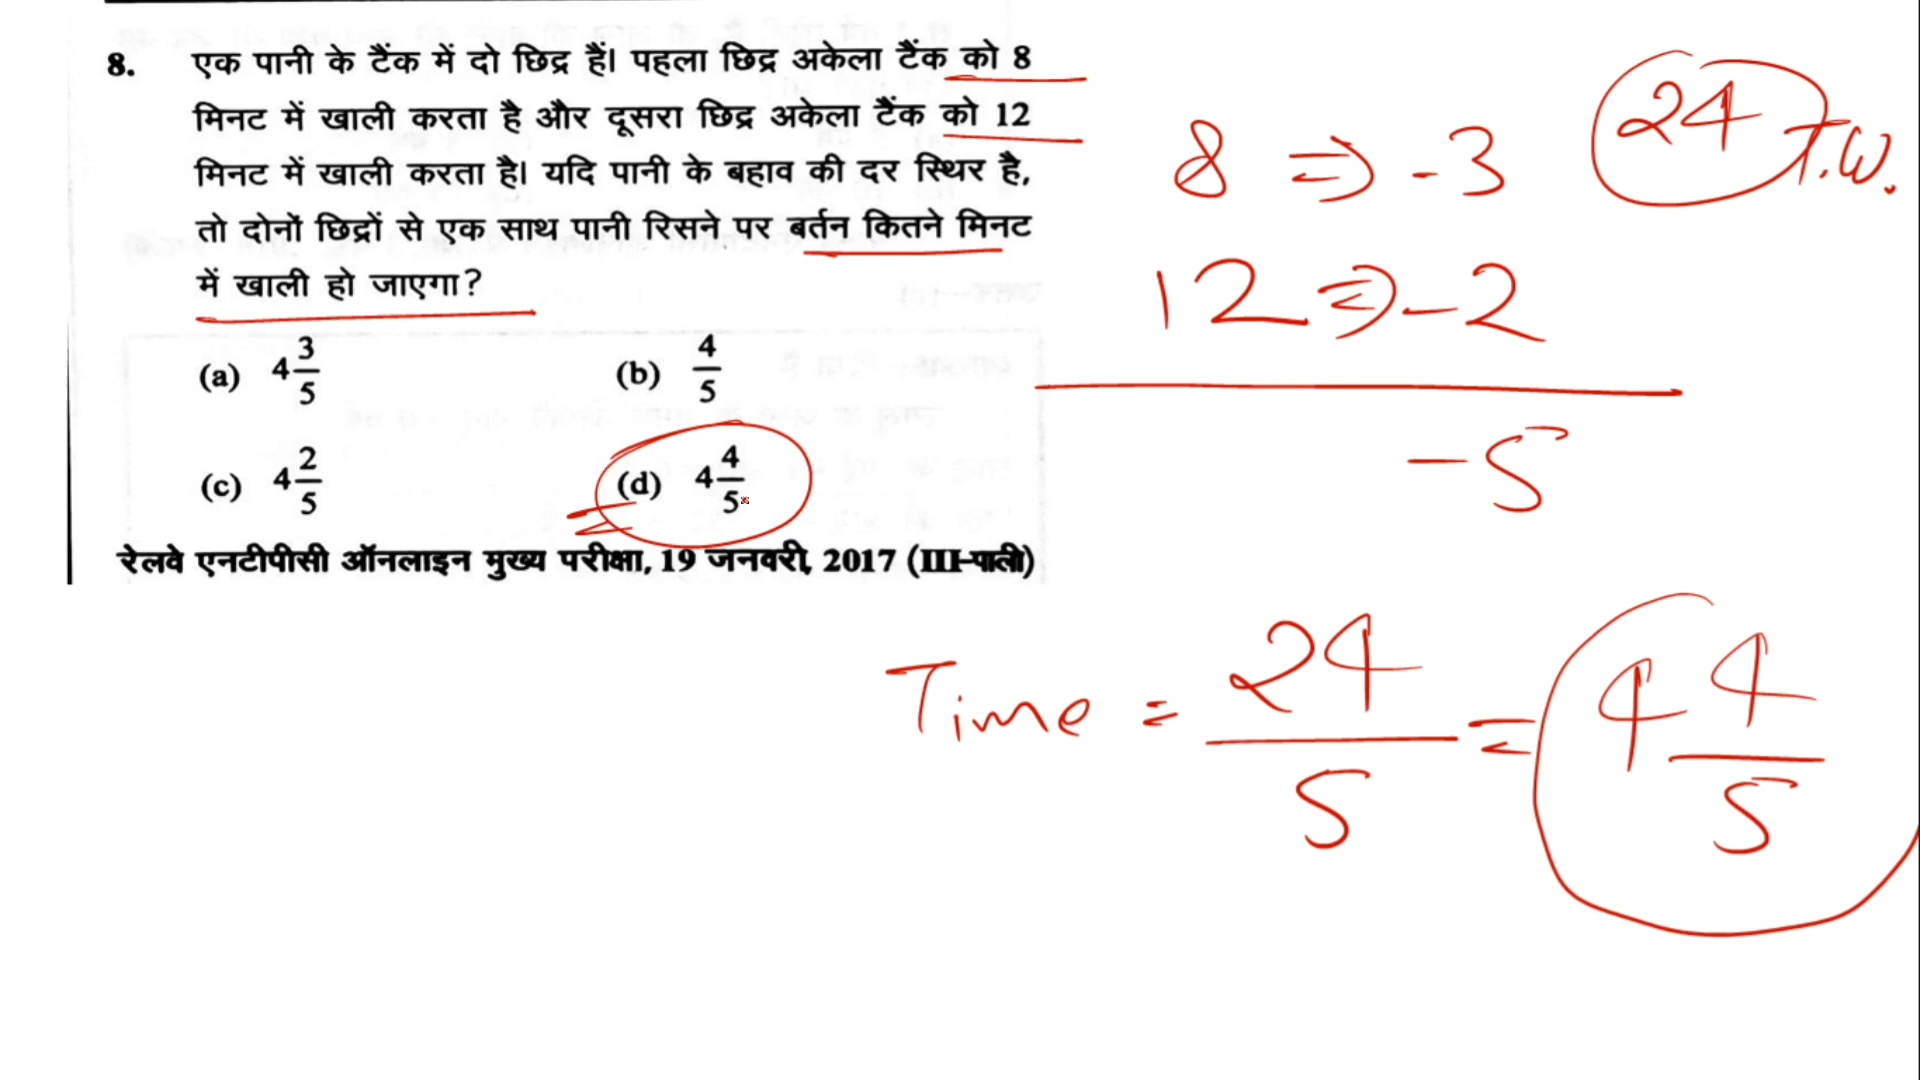 8. एक पानी के टैंक में दो छिद्र हैं। पहला छिद्र अकेला टैंक को 8
मिनट में खाली करता है और दूसरा छिद्र अकेला टैंक को 12
मिनट में खाली करता है। यदि पानी के बहाव की दर स्थिर है,
तो दोनों छिद्रों से एक साथ पानी रिसने पर बर्तन कितने मिनट
में खाली हो जाएगा?
(a) 4 3/5 (b) 4/5
(c) 4 2/5 (d) 4 4/5
रेलवे एनटीपीसी ऑनलाइन मुख्य परीक्षा, 19 जनवरी, 2017 (III-पाली)
8 ⇒ -3
24 T.W.
12 ⇒ -2
-5
Time = 24/5 = 4 4/5